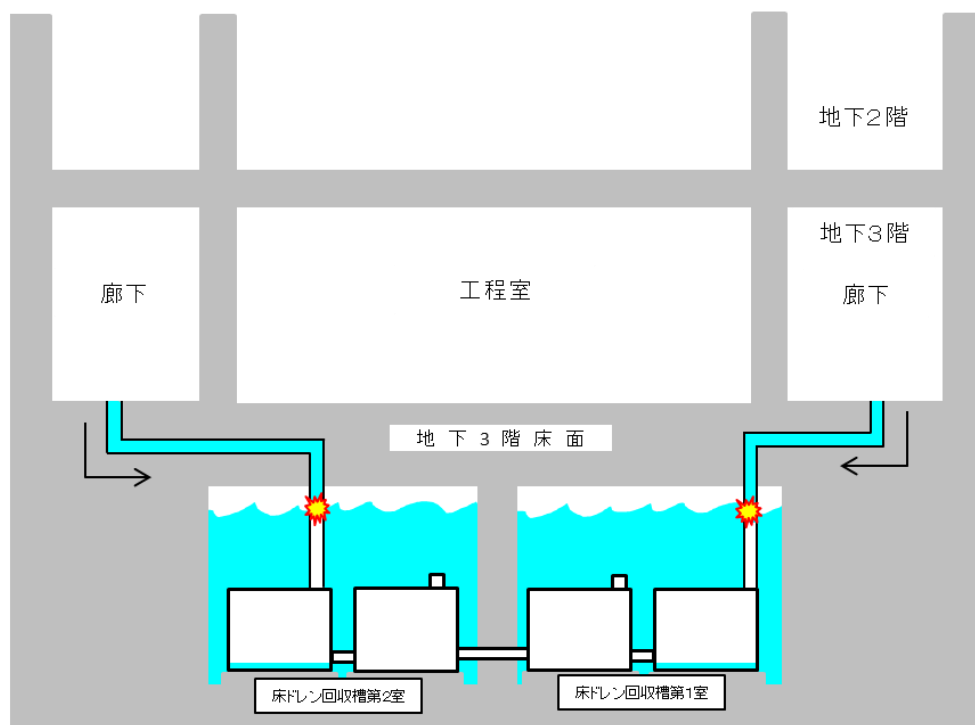 地下２階
地下３階
廊下
工程室
廊下
地下３階床面
床ドレン回収槽第2室
床ドレン回収槽第1室